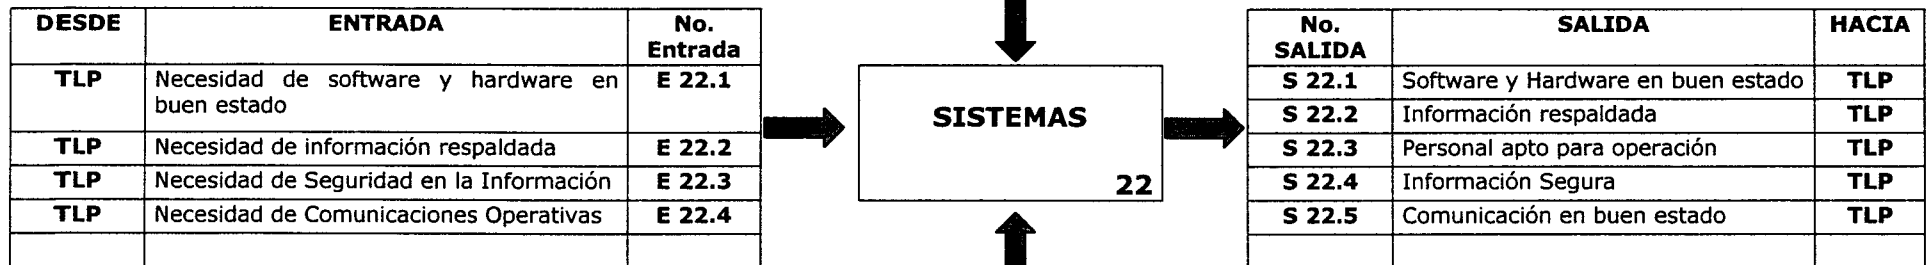 DESDE ENTRADA No. Entrada
TLP Necesidad de software y hardware en E 22.1
buen estado
TLP Necesidad de información respaldada E 22.2
TLP Necesidad de Seguridad en la Información E 22.3
TLP Necesidad de Comunicaciones Operativas E 22.4
SISTEMAS
22
No. SALIDA SALIDA HACIA
S 22.1 Software y Hardware en buen estado TLP
S 22.2 Información respaldada TLP
S 22.3 Personal apto para operación TLP
S 22.4 Información Segura TLP
S 22.5 Comunicación en buen estado TLP